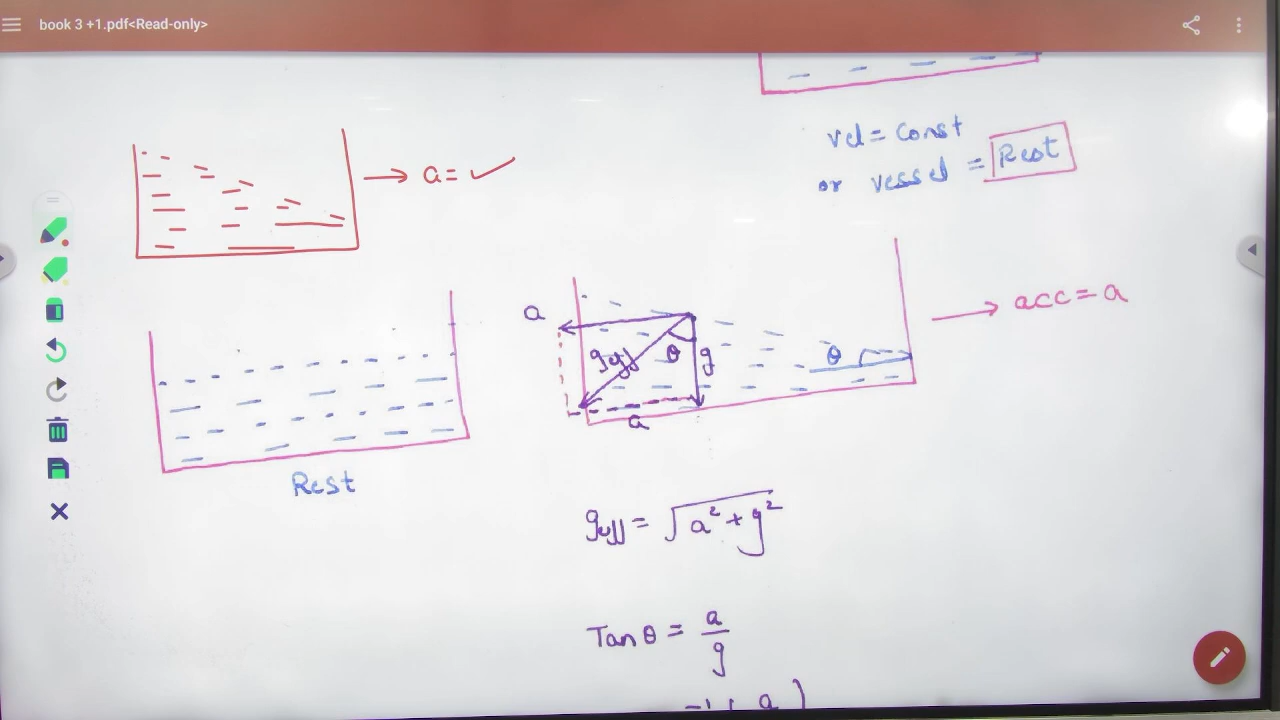 book 3 +1.pdf<Read-only>
vel = const
or vessel = Rest
→ a = ✓
→ acc = a
a
geff
θ
g
θ
a
Rest
geff = √a² + g²
Tan θ = a/g